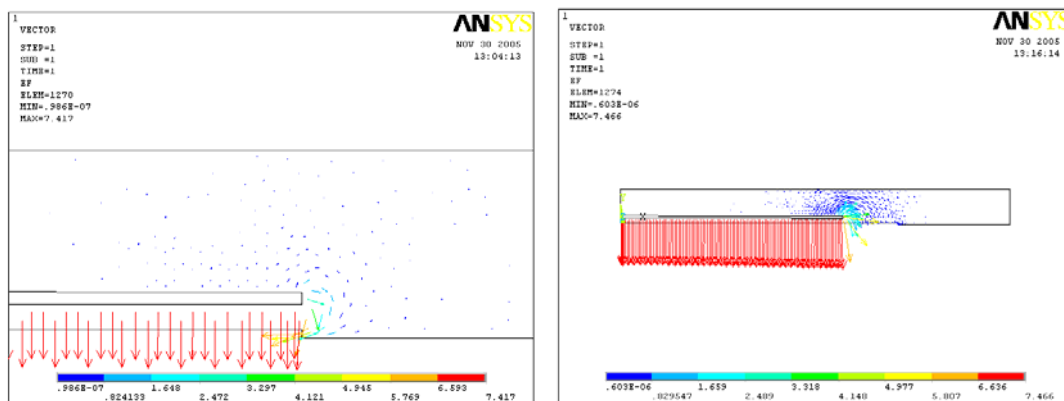 1
VECTOR
STEP=1
SUB =1
TIME=1
EF
ELEM=1270
MIN=.986E-07
MAX=7.417
ANSYS
NOV 30 2005
13:04:13
.986E-07 1.648 3.297 4.945 6.593
.824133 2.472 4.121 5.769 7.417
1
VECTOR
STEP=1
SUB =1
TIME=1
EF
ELEM=1274
MIN=.603E-06
MAX=7.466
ANSYS
NOV 30 2005
13:16:14
X
.603E-06 1.659 3.318 4.977 6.636
.829547 2.489 4.148 5.807 7.466